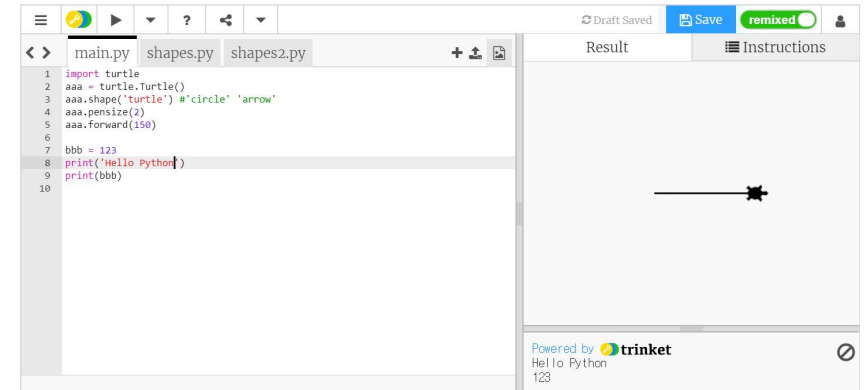 ? Draft Saved Save remixed
main.py shapes.py shapes2.py Result Instructions
1 import turtle
2 aaa = turtle.Turtle()
3 aaa.shape('turtle') #'circle' 'arrow'
4 aaa.pensize(2)
5 aaa.forward(150)
6
7 bbb = 123
8 print('Hello Python')
9 print(bbb)
10
Powered by trinket
Hello Python
123